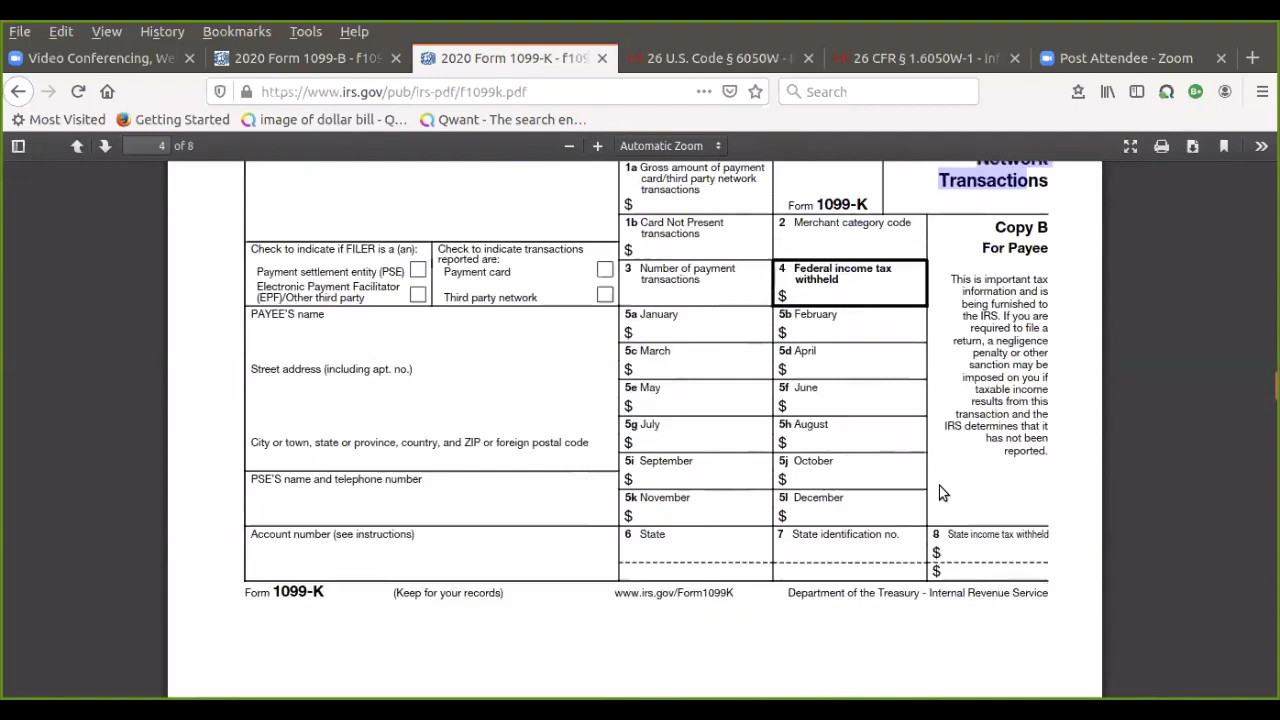 File Edit View History Bookmarks Tools Help
Video Conferencing, We
2020 Form 1099-B - f109
2020 Form 1099-K - f109
26 U.S. Code § 6050W - I
26 CFR § 1.6050W-1 - Inf
Post Attendee - Zoom
https://www.irs.gov/pub/irs-pdf/f1099k.pdf
Search
Most Visited
Getting Started
image of dollar bill - Q...
Qwant - The search en...
4 of 8
Automatic Zoom
Network
Transactions
1a Gross amount of payment
card/third party network
transactions
$
Form 1099-K
1b Card Not Present
transactions
$
2 Merchant category code
Copy B
For Payee
Check to indicate if FILER is a (an):
Payment settlement entity (PSE)
Electronic Payment Facilitator
(EPF)/Other third party
Check to indicate transactions
reported are:
Payment card
Third party network
3 Number of payment
transactions
4 Federal income tax
withheld
$
This is important tax
information and is
being furnished to
the IRS. If you are
required to file a
return, a negligence
penalty or other
sanction may be
imposed on you if
taxable income
results from this
transaction and the
IRS determines that it
has not been
reported.
PAYEE'S name
5a January
$
5b February
$
Street address (including apt. no.)
5c March
$
5d April
$
5e May
$
5f June
$
City or town, state or province, country, and ZIP or foreign postal code
5g July
$
5h August
$
PSE'S name and telephone number
5i September
$
5j October
$
5k November
$
5l December
$
Account number (see instructions)
6 State
7 State identification no.
8 State income tax withheld
$
$
Form 1099-K
(Keep for your records)
www.irs.gov/Form1099K
Department of the Treasury - Internal Revenue Service